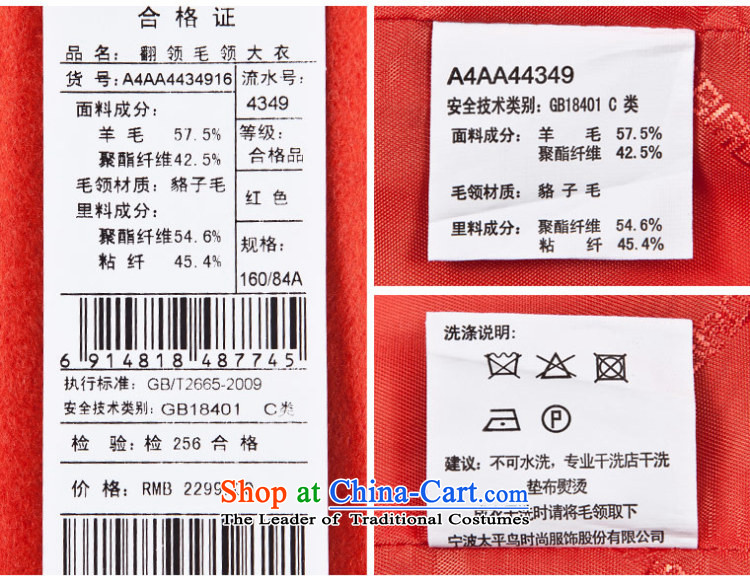 合格证
品名：翻领毛领大衣
货号：A4AA4434916
流水号：
4349
面料成分：
羊毛 57.5%
聚酯纤维42.5%
毛领材质：貉子毛
里料成分：
聚酯纤维54.6%
粘纤 45.4%
等级：
合格品
红色
规格：
160/84A
6 914818 487745
执行标准：GB/T2665-2009
安全技术类别：GB18401 C类
检 验：检 256 合格
价 格：RMB 2299
A4AA44349
安全技术类别：GB18401 C 类
面料成分：羊 毛 57.5%
聚酯纤维 42.5%
毛领材质：貉子毛
里料成分：聚酯纤维 54.6%
粘 纤 45.4%
洗涤说明：
P
建议：不可水洗，专业干洗店干洗
垫布熨烫
洗时请将毛领取下
宁波太平鸟时尚服饰股份有限公司
Shop at China-Cart.com
The Leader of Traditional Costumes